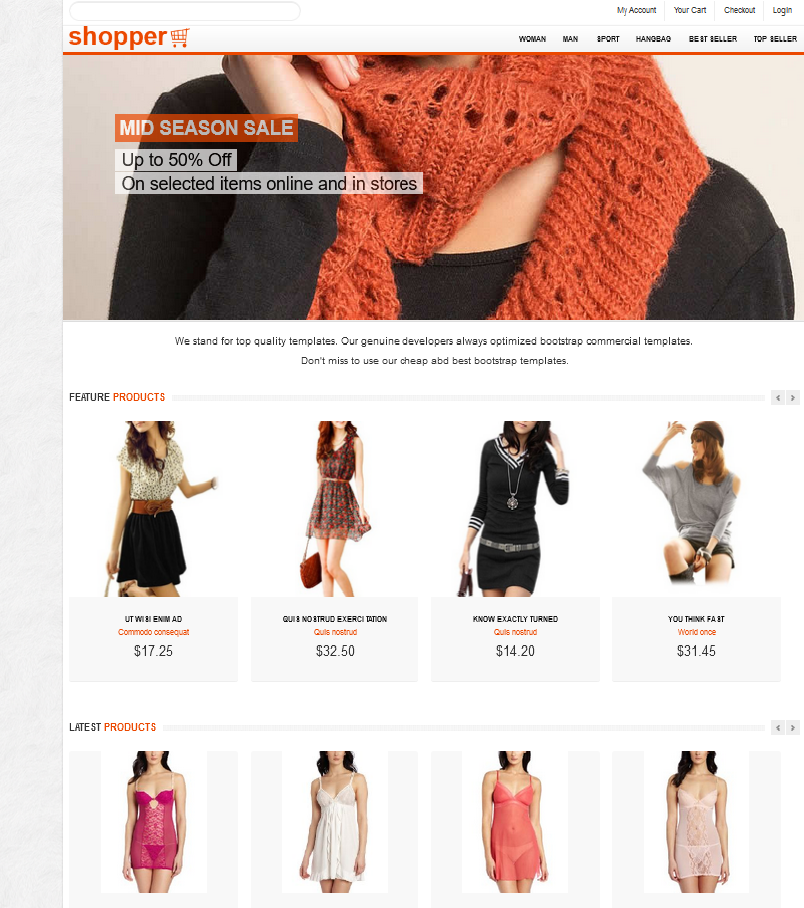 My Account Your Cart Checkout Login
shopper
WOMAN MAN SPORT HANGBAG BEST SELLER TOP SELLER
MID SEASON SALE
Up to 50% Off
On selected items online and in stores
We stand for top quality templates. Our genuine developers always optimized bootstrap commercial templates.
Don't miss to use our cheap abd best bootstrap templates.
FEATURE PRODUCTS
UT WISI ENIM AD
Commodo consequat
$17.25
QUIS NOSTRUD EXERCI TATION
Quis nostrud
$32.50
KNOW EXACTLY TURNED
Quis nostrud
$14.20
YOU THINK FAST
World once
$31.45
LATEST PRODUCTS